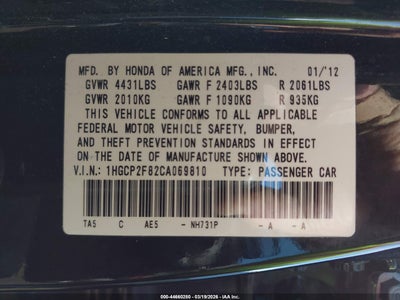 MFD. BY HONDA OF AMERICA MFG., INC. 01/'12
GVWR 4431LBS GAWR F 2403LBS R 2061LBS
GVWR 2010KG GAWR F 1090KG R 935KG
THIS VEHICLE CONFORMS TO ALL APPLICABLE
FEDERAL MOTOR VEHICLE SAFETY, BUMPER,
AND THEFT PREVENTION STANDARDS IN EFFECT
ON THE DATE OF MANUFACTURE SHOWN ABOVE.
V.I.N.: 1HGCP2F82CA069810 TYPE: PASSENGER CAR
TA5 C AE5 - NH731P - A - A
000-44660260 - 03/19/2026 - IAA Inc.